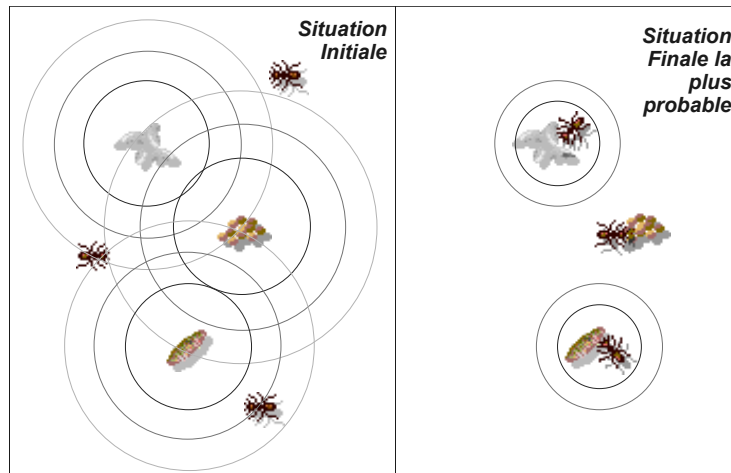 Situation
Initiale
Situation
Finale la
plus
probable